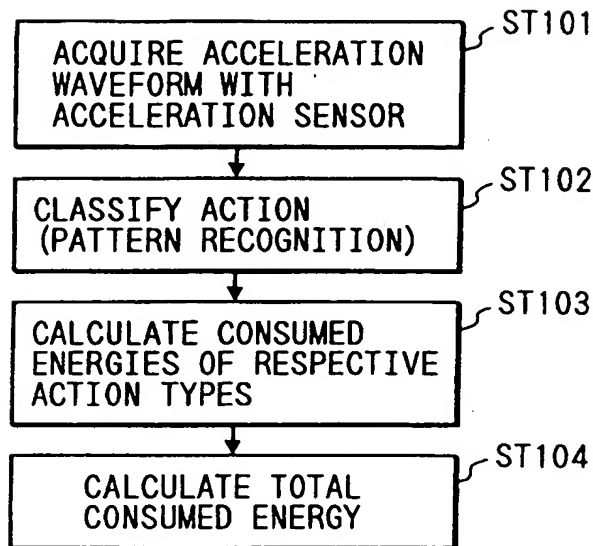 ST101
ACQUIRE ACCELERATION
WAVEFORM WITH
ACCELERATION SENSOR
ST102
CLASSIFY ACTION
(PATTERN RECOGNITION)
ST103
CALCULATE CONSUMED
ENERGIES OF RESPECTIVE
ACTION TYPES
ST104
CALCULATE TOTAL
CONSUMED ENERGY